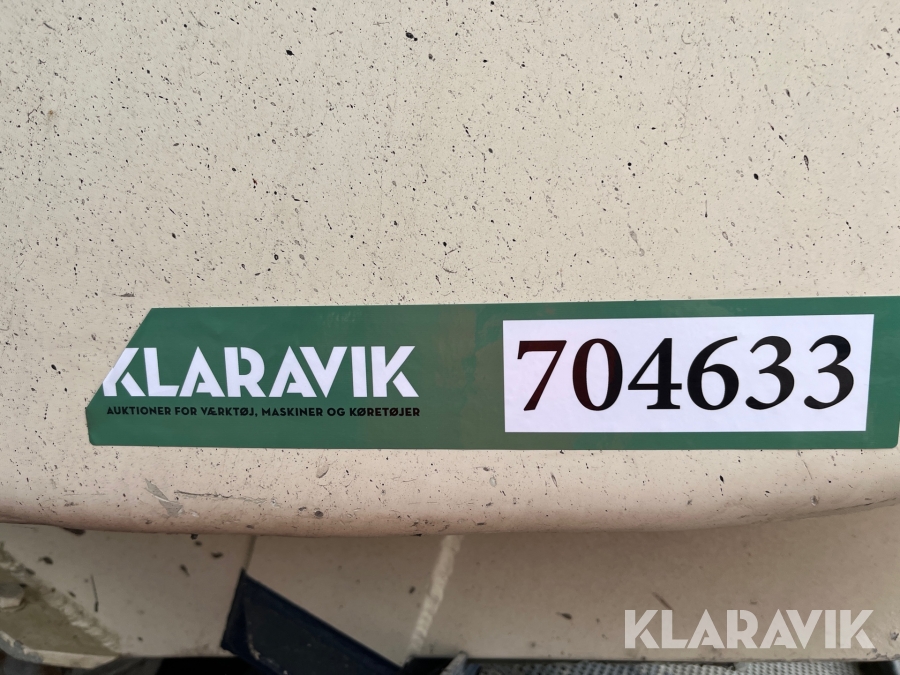 KLARAVIK
AUKTIONER FOR VÆRKTØJ, MASKINER OG KØRETØJER
704633
KLARAVIK